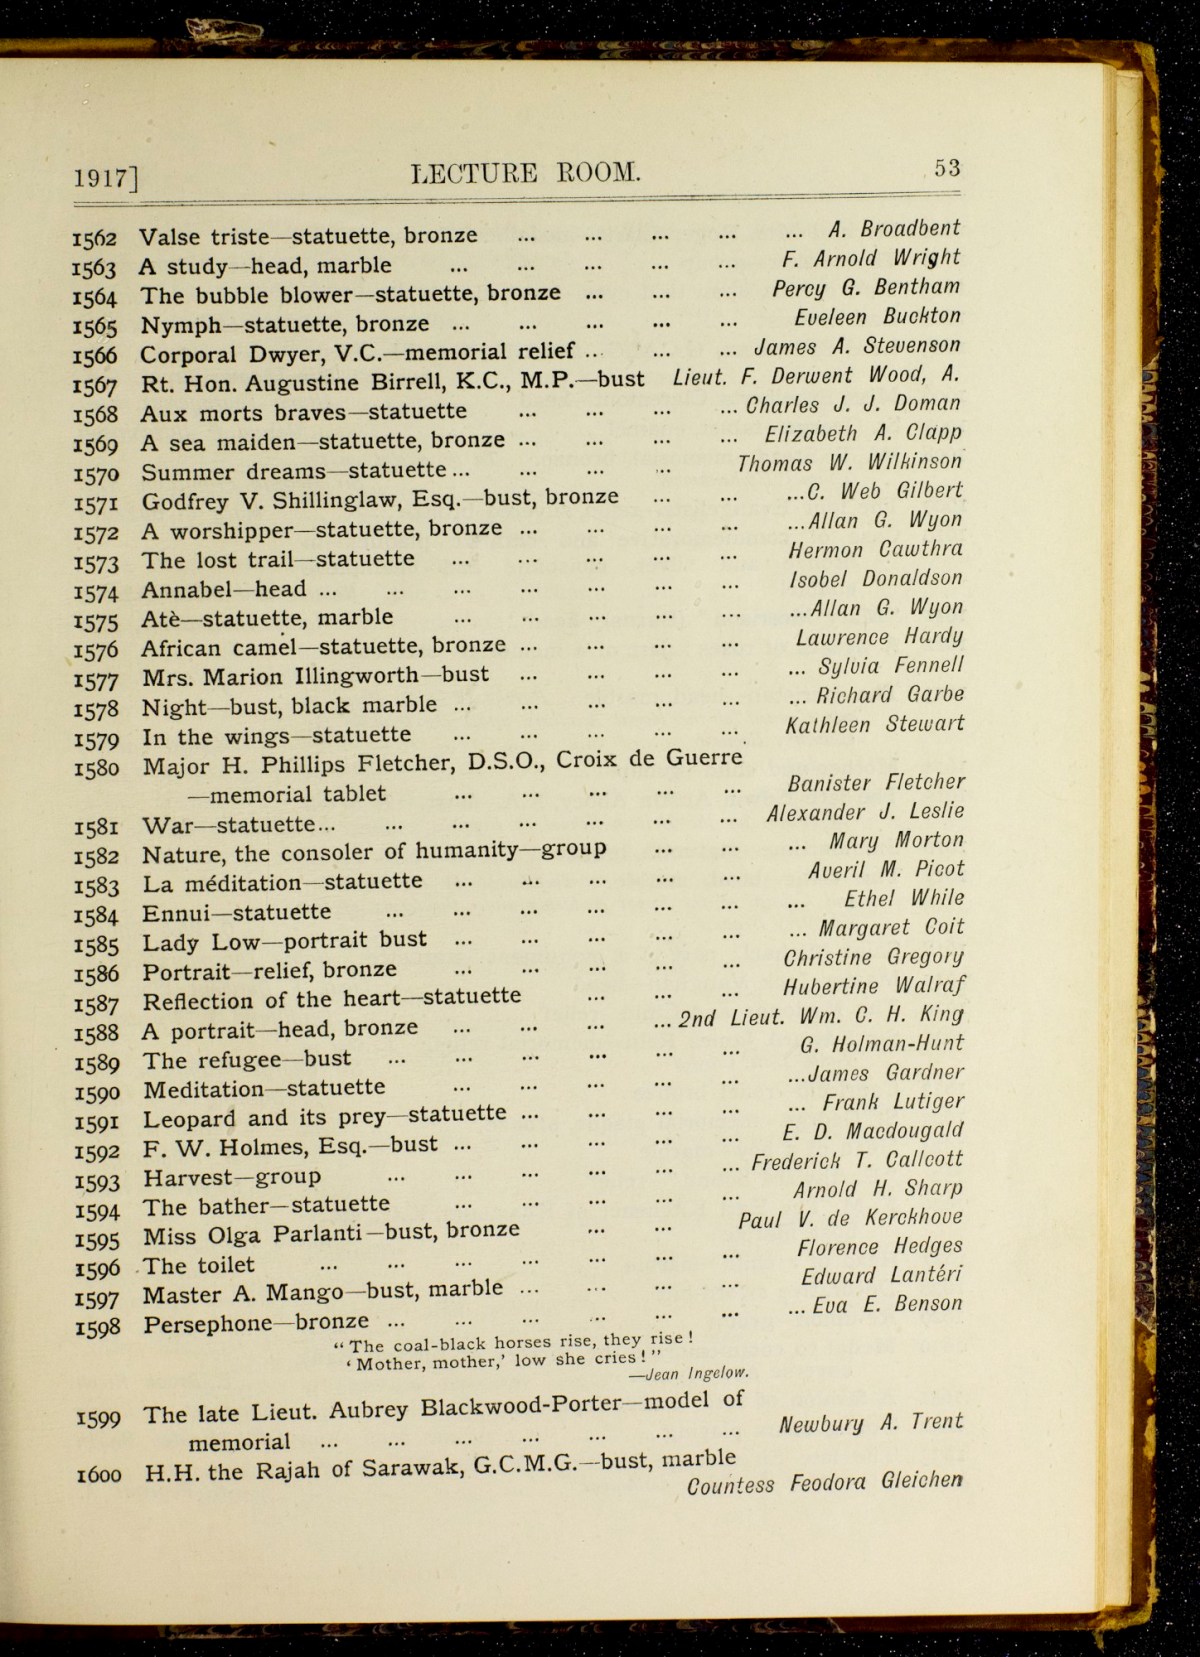 1917] LECTURE ROOM. 53
1562 Valse triste—statuette, bronze ... ... ... ... ... A. Broadbent
1563 A study—head, marble ... ... ... ... ... F. Arnold Wright
1564 The bubble blower—statuette, bronze ... ... ... Percy G. Bentham
1565 Nymph—statuette, bronze ... ... ... ... ... Eveleen Buckton
1566 Corporal Dwyer, V.C.—memorial relief ... ... ... James A. Stevenson
1567 Rt. Hon. Augustine Birrell, K.C., M.P.—bust Lieut. F. Derwent Wood, A.
1568 Aux morts braves—statuette ... ... ... ... Charles J. J. Doman
1569 A sea maiden—statuette, bronze ... ... ... ... Elizabeth A. Clapp
1570 Summer dreams—statuette ... ... ... ... Thomas W. Wilkinson
1571 Godfrey V. Shillinglaw, Esq.—bust, bronze ... ... ... C. Web Gilbert
1572 A worshipper—statuette, bronze ... ... ... ... ... Allan G. Wyon
1573 The lost trail—statuette ... ... ... ... ... Hermon Cawthra
1574 Annabel—head ... ... ... ... ... ... ... Isobel Donaldson
1575 Atè—statuette, marble ... ... ... ... ... ... Allan G. Wyon
1576 African camel—statuette, bronze ... ... ... ... Lawrence Hardy
1577 Mrs. Marion Illingworth—bust ... ... ... ... ... Sylvia Fennell
1578 Night—bust, black marble ... ... ... ... ... ... Richard Garbe
1579 In the wings—statuette ... ... ... ... ... Kathleen Stewart
1580 Major H. Phillips Fletcher, D.S.O., Croix de Guerre
—memorial tablet ... ... ... ... ... Banister Fletcher
1581 War—statuette ... ... ... ... ... ... ... Alexander J. Leslie
1582 Nature, the consoler of humanity—group ... ... ... Mary Morton
1583 La méditation—statuette ... ... ... ... ... Averil M. Picot
1584 Ennui—statuette ... ... ... ... ... ... ... Ethel While
1585 Lady Low—portrait bust ... ... ... ... ... ... Margaret Coit
1586 Portrait—relief, bronze ... ... ... ... ... Christine Gregory
1587 Reflection of the heart—statuette ... ... ... Hubertine Walraf
1588 A portrait—head, bronze ... ... ... ... 2nd Lieut. Wm. C. H. King
1589 The refugee—bust ... ... ... ... ... ... G. Holman-Hunt
1590 Meditation—statuette ... ... ... ... ... ... James Gardner
1591 Leopard and its prey—statuette ... ... ... ... ... Frank Lutiger
1592 F. W. Holmes, Esq.—bust ... ... ... ... ... E. D. Macdougald
1593 Harvest—group ... ... ... ... ... ... Frederick T. Callcott
1594 The bather—statuette ... ... ... ... ... Arnold H. Sharp
1595 Miss Olga Parlanti—bust, bronze ... ... Paul V. de Kerckhove
1596 The toilet ... ... ... ... ... ... ... Florence Hedges
1597 Master A. Mango—bust, marble ... ... ... ... Edward Lantéri
1598 Persephone—bronze ... ... ... ... ... ... ... Eva E. Benson
“The coal-black horses rise, they rise!
‘Mother, mother,’ low she cries!”
—Jean Ingelow.
1599 The late Lieut. Aubrey Blackwood-Porter—model of
memorial ... ... ... ... ... ... ... Newbury A. Trent
1600 H.H. the Rajah of Sarawak, G.C.M.G.—bust, marble
Countess Feodora Gleichen